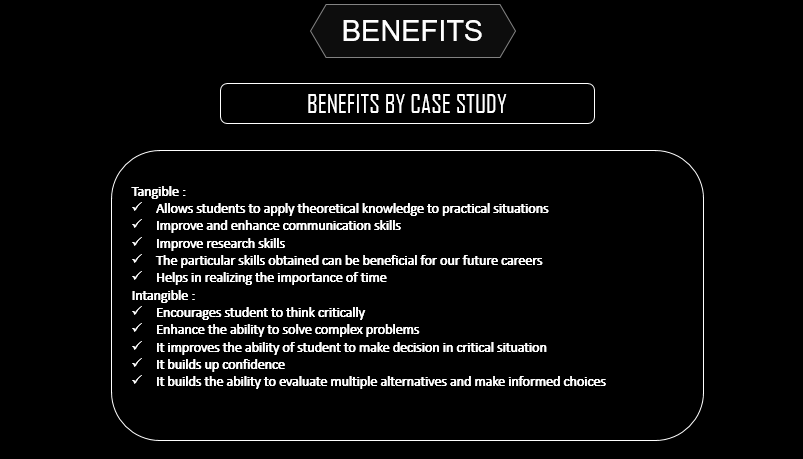 BENEFITS
BENEFITS BY CASE STUDY
Tangible :
✓ Allows students to apply theoretical knowledge to practical situations
✓ Improve and enhance communication skills
✓ Improve research skills
✓ The particular skills obtained can be beneficial for our future careers
✓ Helps in realizing the importance of time
Intangible :
✓ Encourages student to think critically
✓ Enhance the ability to solve complex problems
✓ It improves the ability of student to make decision in critical situation
✓ It builds up confidence
✓ It builds the ability to evaluate multiple alternatives and make informed choices